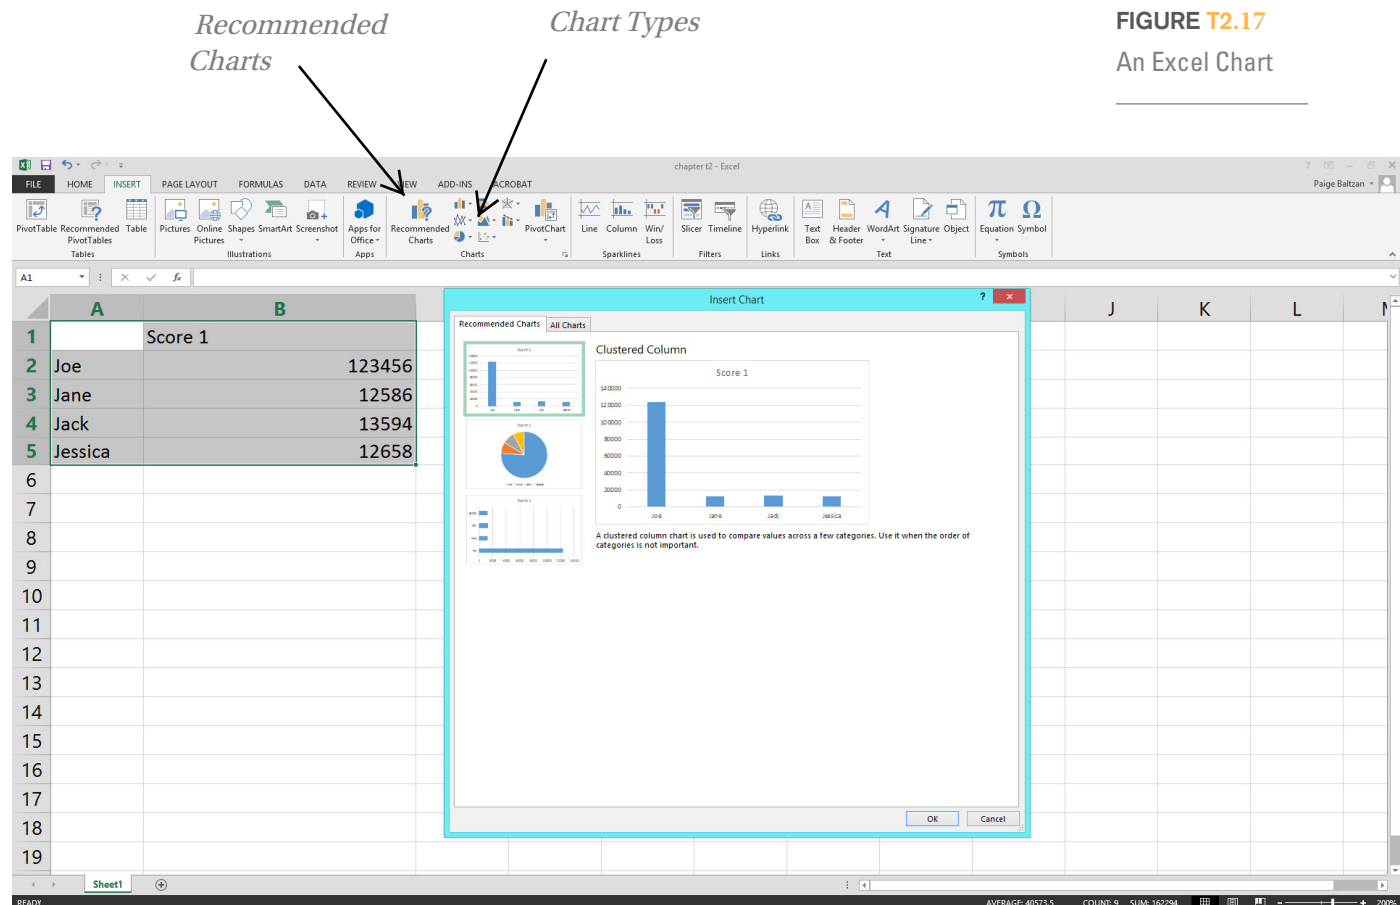 Recommended
Charts
Chart Types
FIGURE T2.17
An Excel Chart
chapter t2 - Excel
FILE HOME INSERT PAGE LAYOUT FORMULAS DATA REVIEW VIEW ADD-INS ACROBAT
Paige Baltzan
PivotTable Recommended PivotTables Table
Tables
Pictures Online Pictures Shapes SmartArt Screenshot
Illustrations
Apps for Office
Apps
Recommended Charts
PivotChart
Charts
Line Column Win/Loss
Sparklines
Slicer Timeline
Filters
Hyperlink
Links
Text Box Header & Footer WordArt Signature Line Object
Text
Equation Symbol
Symbols
A1
fx
A B J K L
1 Score 1
2 Joe 123456
3 Jane 12586
4 Jack 13594
5 Jessica 12658
6
7
8
9
10
11
12
13
14
15
16
17
18
19
Insert Chart
? ×
Recommended Charts All Charts
Clustered Column
Score 1
140000
120000
100000
80000
60000
40000
20000
0
Joe Jane Jack Jessica
A clustered column chart is used to compare values across a few categories. Use it when the order of
categories is not important.
Score 1
Score 1
Score 1
OK Cancel
Sheet1
READY
AVERAGE: 40573.5 COUNT: 9 SUM: 162294
200%